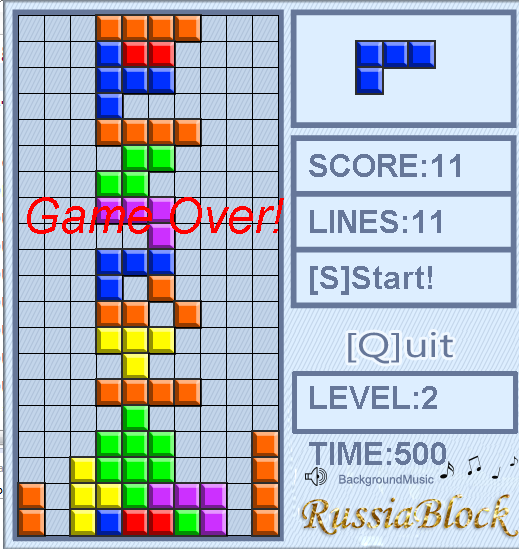 Game Over!
SCORE:11
LINES:11
[S]Start!
[Q]uit
LEVEL:2
TIME:500
BackgroundMusic
RussiaBlock